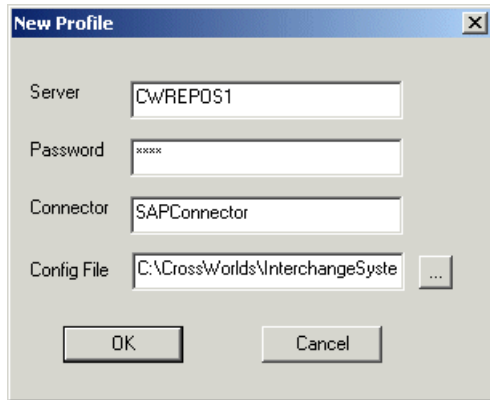 New Profile
Server CWREPOS1
Password ****
Connector SAPConnector
Config File C:\CrossWorlds\InterchangeSyste ...
OK Cancel